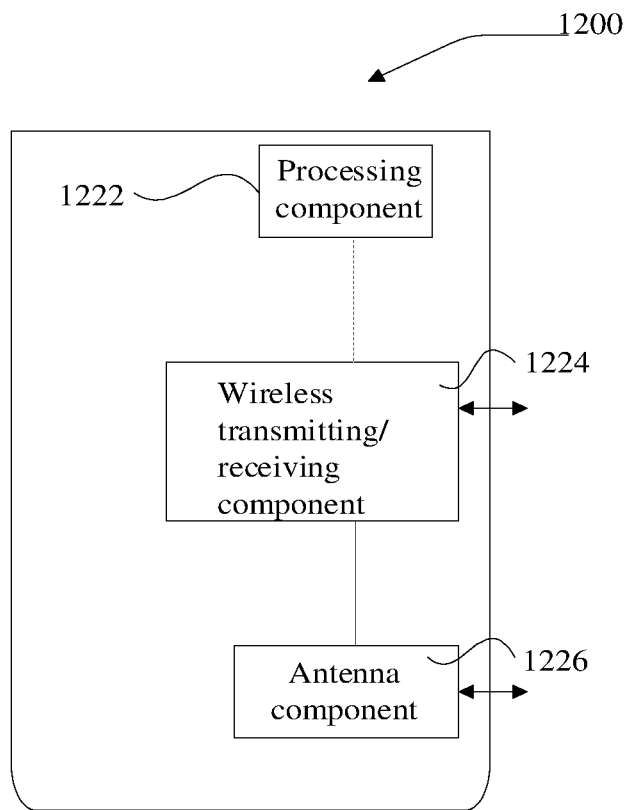 1200
Processing
component
1222
1224
Wireless
transmitting/
receiving
component
1226
Antenna
component